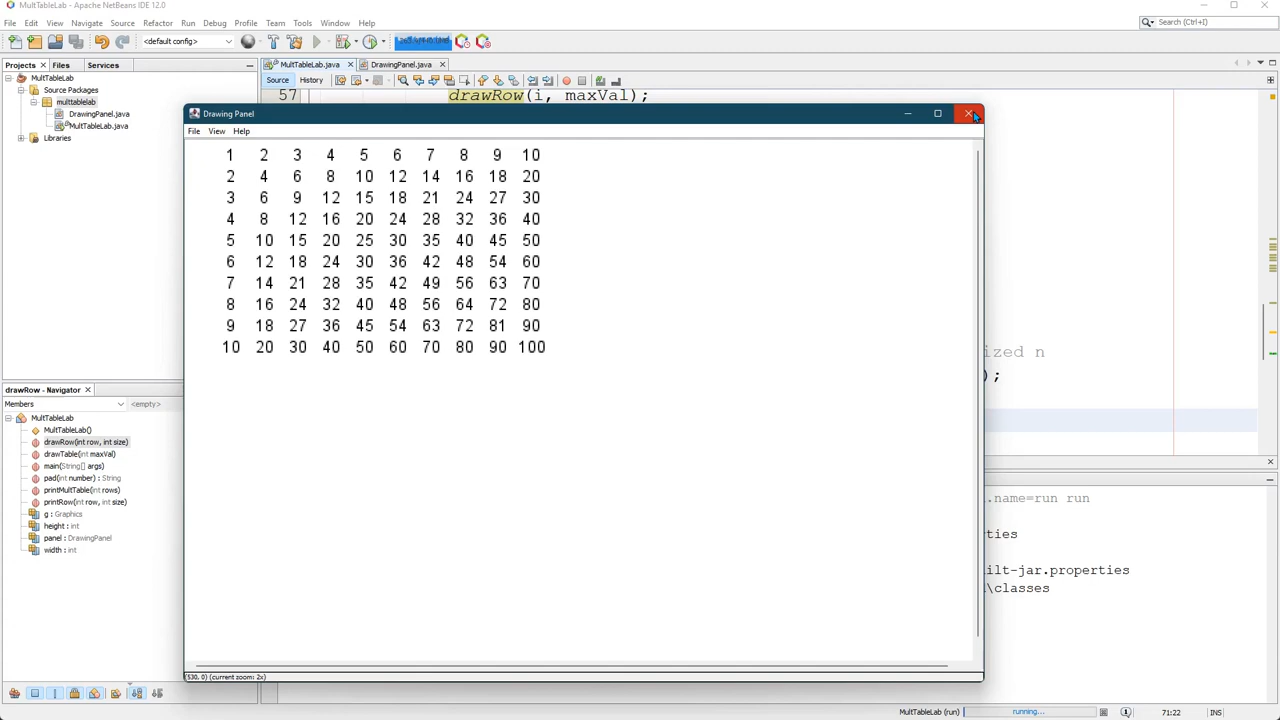 MultTableLab - Apache NetBeans IDE 12.0
File Edit View Navigate Source Refactor Run Debug Profile Team Tools Window Help
Search (Ctrl+I)
<default config>
Projects Files Services
MultTableLab.java DrawingPanel.java
MultTableLab
Source History
Source Packages
57 drawRow(i, maxVal);
multtablelab
DrawingPanel.java
MultTableLab.java
Libraries
Drawing Panel
File View Help
1 2 3 4 5 6 7 8 9 10
2 4 6 8 10 12 14 16 18 20
3 6 9 12 15 18 21 24 27 30
4 8 12 16 20 24 28 32 36 40
5 10 15 20 25 30 35 40 45 50
6 12 18 24 30 36 42 48 54 60
7 14 21 28 35 42 49 56 63 70
8 16 24 32 40 48 56 64 72 80
9 18 27 36 45 54 63 72 81 90
10 20 30 40 50 60 70 80 90 100
(530, 0) (current zoom: 2x)
ized n
);
drawRow - Navigator
Members <empty>
MultTableLab
MultTableLab()
drawRow(int row, int size)
drawTable(int maxVal)
main(String[] args)
pad(int number) : String
printMultTable(int rows)
printRow(int row, int size)
g : Graphics
height : int
panel : DrawingPanel
width : int
.name=run run
ties
ilt-jar.properties
\classes
MultTableLab (run) running... 71:22 INS